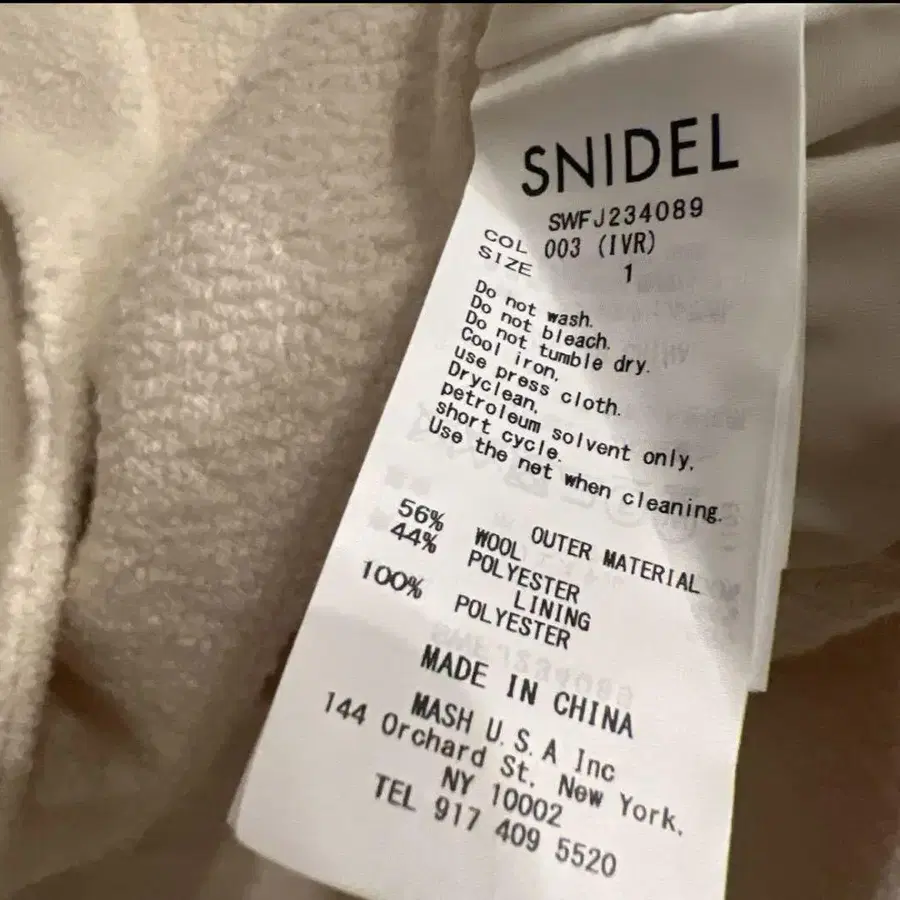 SNIDEL
SWFJ234089
COL 003 (IVR)
SIZE 1
Do not wash.
Do not bleach.
Do not tumble dry.
Cool iron,
use press cloth.
Dryclean,
petroleum solvent only,
short cycle.
Use the net when cleaning.
OUTER MATERIAL
56% WOOL
44% POLYESTER
LINING
100% POLYESTER
MADE IN CHINA
MASH U.S.A Inc
144 Orchard St. New York,
NY 10002
TEL 917 409 5520